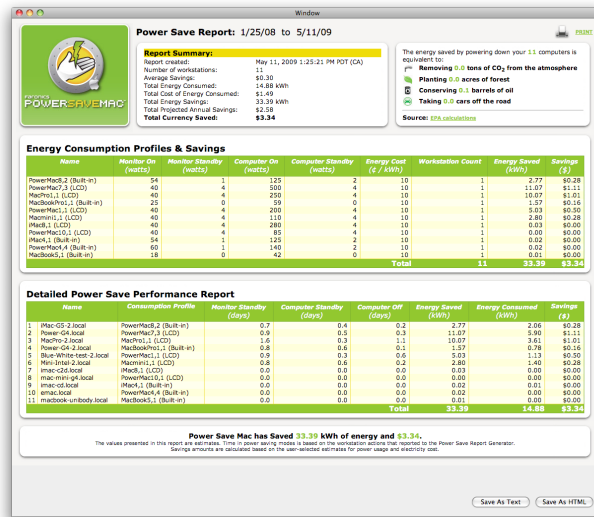 Window
Power Save Report: 1/25/08 to 5/11/09
PRINT
FARONICS
POWERSAVEMAC
Report Summary:
Report created: May 11, 2009 1:25:21 PM PDT (CA)
Number of workstations: 11
Average Savings: $0.30
Total Energy Consumed: 14.88 kWh
Total Cost of Energy Consumed: $1.49
Total Energy Savings: 33.39 kWh
Total Projected Annual Savings: $2.58
Total Currency Saved: $3.34
The energy saved by powering down your 11 computers is
equivalent to:
Removing 0.0 tons of CO2 from the atmosphere
Planting 0.0 acres of forest
Conserving 0.1 barrels of oil
Taking 0.0 cars off the road
Source: EPA calculations
Energy Consumption Profiles & Savings
Name Monitor On (watts) Monitor Standby (watts) Computer On (watts) Computer Standby (watts) Energy Cost (¢ / kWh) Workstation Count Energy Saved (kWh) Savings ($)
PowerMac8,2 (Built-in) 54 1 125 2 10 1 2.77 $0.28
PowerMac7,3 (LCD) 40 4 500 4 10 1 11.07 $1.11
MacPro1,1 (LCD) 40 4 250 4 10 1 10.07 $1.01
MacBookPro1,1 (Built-in) 25 0 59 0 10 1 1.57 $0.16
PowerMac1,1 (LCD) 40 4 200 4 10 1 5.03 $0.50
Macmini1,1 (LCD) 40 4 110 4 10 1 2.80 $0.28
iMac8,1 (LCD) 40 4 280 4 10 1 0.03 $0.00
PowerMac10,1 (LCD) 40 4 85 4 10 1 0.00 $0.00
iMac4,1 (Built-in) 54 1 125 2 10 1 0.02 $0.00
PowerMac4,4 (Built-in) 60 1 140 2 10 1 0.02 $0.00
MacBook5,1 (Built-in) 18 0 42 0 10 1 0.01 $0.00
Total 11 33.39 $3.34
Detailed Power Save Performance Report
Name Consumption Profile Monitor Standby (days) Computer Standby (days) Computer Off (days) Energy Saved (kWh) Energy Consumed (kWh) Savings ($)
1 iMac-G5-2.local PowerMac8,2 (Built-in) 0.7 0.4 0.2 2.77 2.06 $0.28
2 Power-G4.local PowerMac7,3 (LCD) 0.9 0.5 0.3 11.07 5.90 $1.11
3 MacPro-2.local MacPro1,1 (LCD) 1.6 0.3 1.1 10.07 3.61 $1.01
4 Power-G4-2.local MacBookPro1,1 (Built-in) 0.8 0.6 0.1 1.57 0.78 $0.16
5 Blue-White-test-2.local PowerMac1,1 (LCD) 0.9 0.3 0.6 5.03 1.13 $0.50
6 Mini-Intel-2.local Macmini1,1 (LCD) 0.8 0.6 0.2 2.80 1.40 $0.28
7 imac-c2d.local iMac8,1 (LCD) 0.0 0.0 0.0 0.03 0.00 $0.00
8 mac-mini-g4.local PowerMac10,1 (LCD) 0.0 0.0 0.0 0.00 0.00 $0.00
9 imac-cd.local iMac4,1 (Built-in) 0.0 0.0 0.0 0.02 0.01 $0.00
10 emac.local PowerMac4,4 (Built-in) 0.0 0.0 0.0 0.02 0.00 $0.00
11 macbook-unibody.local MacBook5,1 (Built-in) 0.0 0.0 0.0 0.01 0.00 $0.00
Total 33.39 14.88 $3.34
Power Save Mac has Saved 33.39 kWh of energy and $3.34.
The values presented in this report are estimates. Time in power saving modes is based on the workstation actions that reported to the Power Save Report Generator.
Savings amounts are calculated based on the user-selected estimates for power usage and electricity cost.
Save As Text
Save As HTML